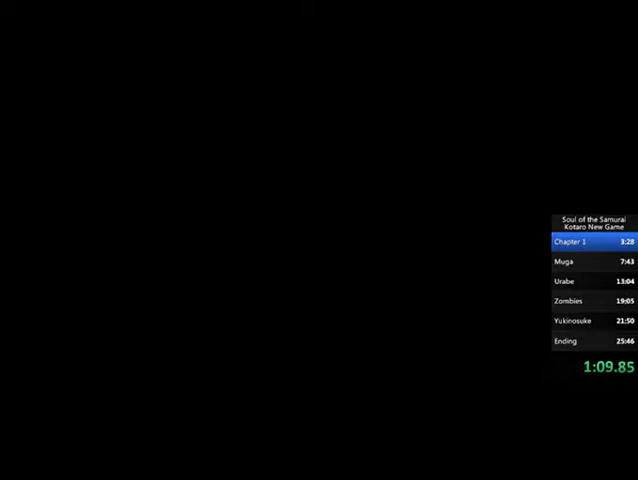 Soul of the Samurai
Kotaro New Game
Chapter 1 3:28
Muga 7:43
Urabe 13:04
Zombies 19:05
Yukinosuke 21:50
Ending 25:46
1:09.85